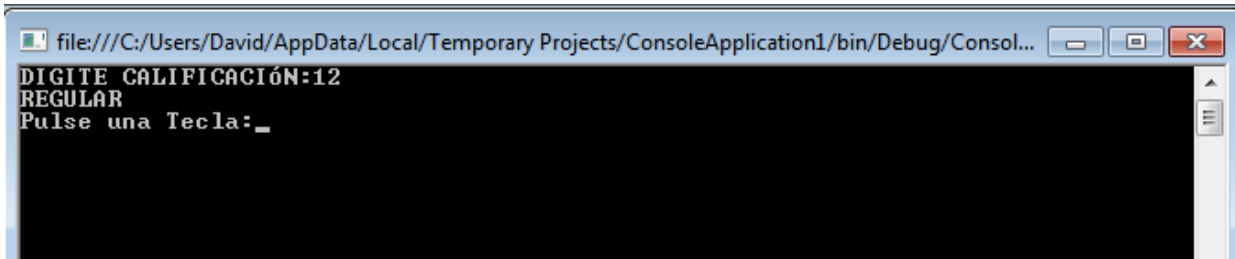 file:///C:/Users/David/AppData/Local/Temporary Projects/ConsoleApplication1/bin/Debug/Consol...
DIGITE CALIFICACIóN:12
REGULAR
Pulse una Tecla:_